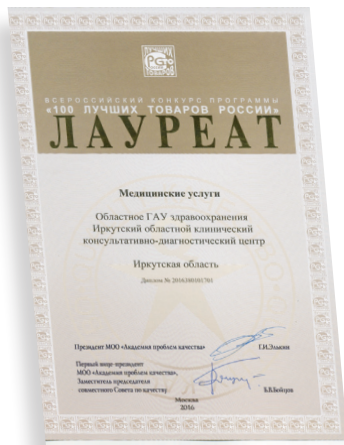 ВСЕРОССИЙСКИЙ КОНКУРС ПРОГРАММЫ
«100 ЛУЧШИХ ТОВАРОВ РОССИИ»
ЛАУРЕАТ
Медицинские услуги
Областное ГАУ здравоохранения
Иркутский областной клинический
консультативно-диагностический центр
Иркутская область
Президент МОО «Академия проблем качества»
Г.И.Элькин
Первый вице-президент
МОО «Академия проблем качества»,
Заместитель председателя
совместного Совета по качеству
В.В.Бойцов
Москва
2016